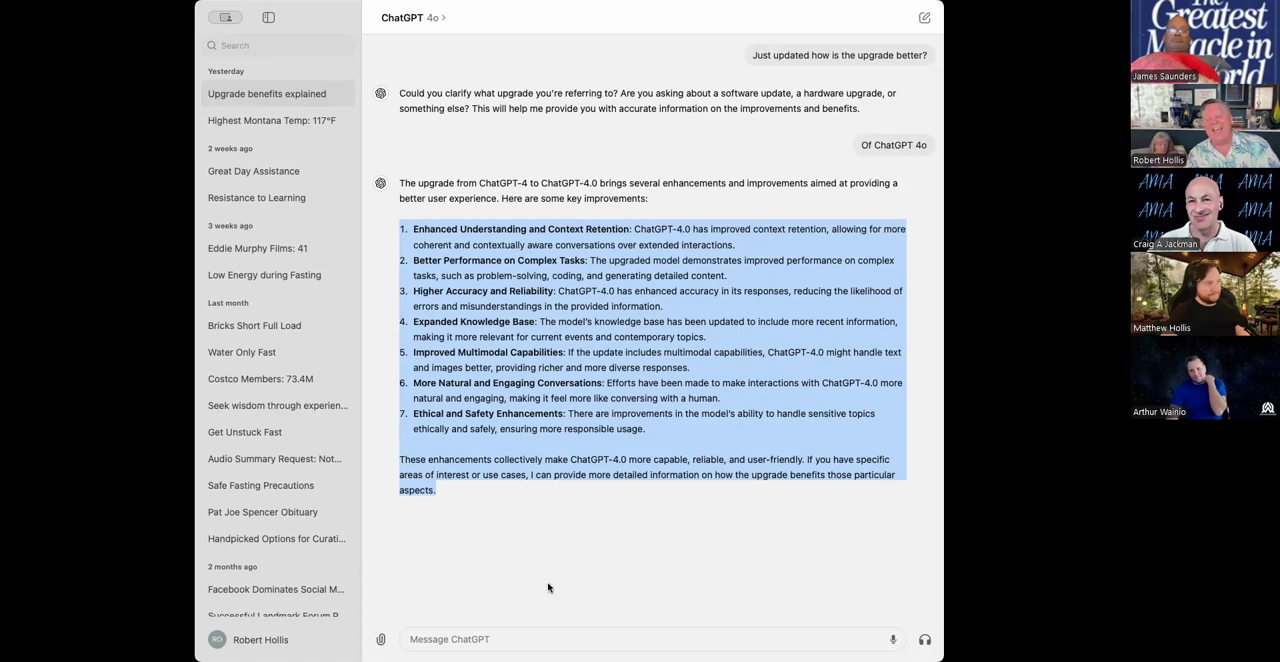 Search
Yesterday
Upgrade benefits explained
Highest Montana Temp: 117°F
2 weeks ago
Great Day Assistance
Resistance to Learning
3 weeks ago
Eddie Murphy Films: 41
Low Energy during Fasting
Last month
Bricks Short Full Load
Water Only Fast
Costco Members: 73.4M
Seek wisdom through experien...
Get Unstuck Fast
Audio Summary Request: Not...
Safe Fasting Precautions
Pat Joe Spencer Obituary
Handpicked Options for Curati...
2 months ago
Facebook Dominates Social M...
Successful Landmark Forum R
RO Robert Hollis
ChatGPT 4o >
Just updated how is the upgrade better?
Could you clarify what upgrade you're referring to? Are you asking about a software update, a hardware upgrade, or
something else? This will help me provide you with accurate information on the improvements and benefits.
Of ChatGPT 4o
The upgrade from ChatGPT-4 to ChatGPT-4.0 brings several enhancements and improvements aimed at providing a
better user experience. Here are some key improvements:
1. Enhanced Understanding and Context Retention: ChatGPT-4.0 has improved context retention, allowing for more
coherent and contextually aware conversations over extended interactions.
2. Better Performance on Complex Tasks: The upgraded model demonstrates improved performance on complex
tasks, such as problem-solving, coding, and generating detailed content.
3. Higher Accuracy and Reliability: ChatGPT-4.0 has enhanced accuracy in its responses, reducing the likelihood of
errors and misunderstandings in the provided information.
4. Expanded Knowledge Base: The model's knowledge base has been updated to include more recent information,
making it more relevant for current events and contemporary topics.
5. Improved Multimodal Capabilities: If the update includes multimodal capabilities, ChatGPT-4.0 might handle text
and images better, providing richer and more diverse responses.
6. More Natural and Engaging Conversations: Efforts have been made to make interactions with ChatGPT-4.0 more
natural and engaging, making it feel more like conversing with a human.
7. Ethical and Safety Enhancements: There are improvements in the model's ability to handle sensitive topics
ethically and safely, ensuring more responsible usage.
These enhancements collectively make ChatGPT-4.0 more capable, reliable, and user-friendly. If you have specific
areas of interest or use cases, I can provide more detailed information on how the upgrade benefits those particular
aspects.
Message ChatGPT
Greatest
Miracle in
World
James Saunders
Robert Hollis
AMA AMA
AMA AMA
Craig A Jackman
Matthew Hollis
Arthur Wainio